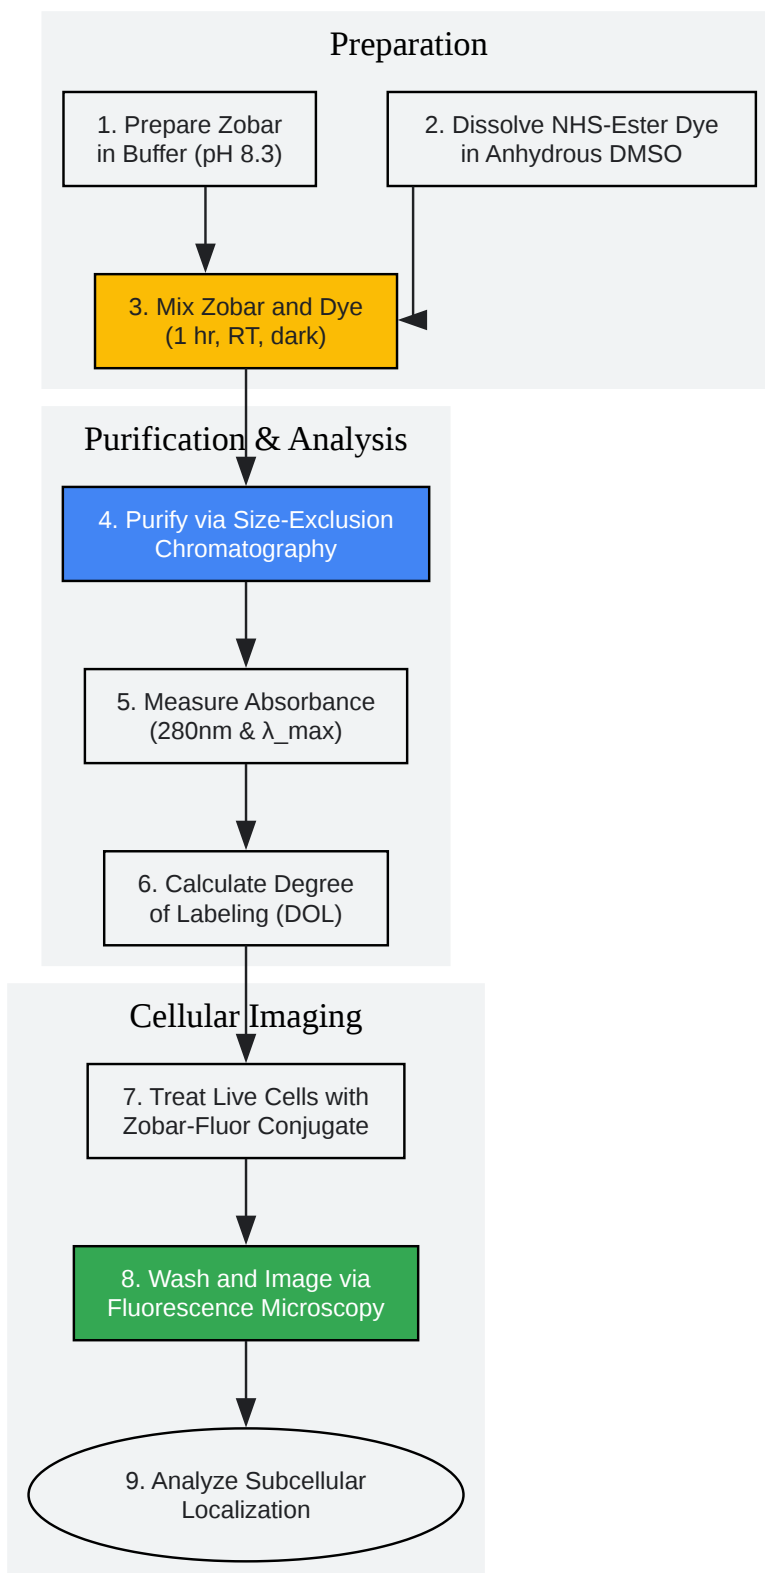 Preparation
1. Prepare Zobar
in Buffer (pH 8.3)
2. Dissolve NHS-Ester Dye
in Anhydrous DMSO
3. Mix Zobar and Dye
(1 hr, RT, dark)
Purification & Analysis
4. Purify via Size-Exclusion
Chromatography
5. Measure Absorbance
(280nm & λ_max)
6. Calculate Degree
of Labeling (DOL)
Cellular Imaging
7. Treat Live Cells with
Zobar-Fluor Conjugate
8. Wash and Image via
Fluorescence Microscopy
9. Analyze Subcellular
Localization